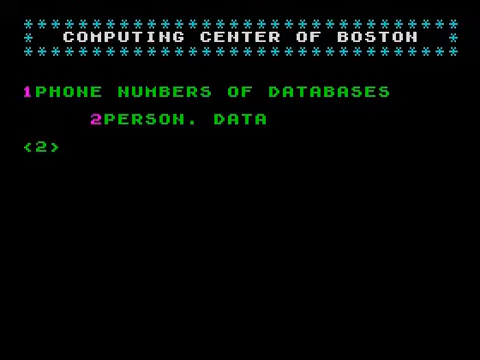 * * * * * * * * * * * * * * * * * * * * * * * * * * * * * * * * *
* COMPUTING CENTER OF BOSTON *
* * * * * * * * * * * * * * * * * * * * * * * * * * * * * * * * *
1PHONE NUMBERS OF DATABASES
2PERSON. DATA
<2>